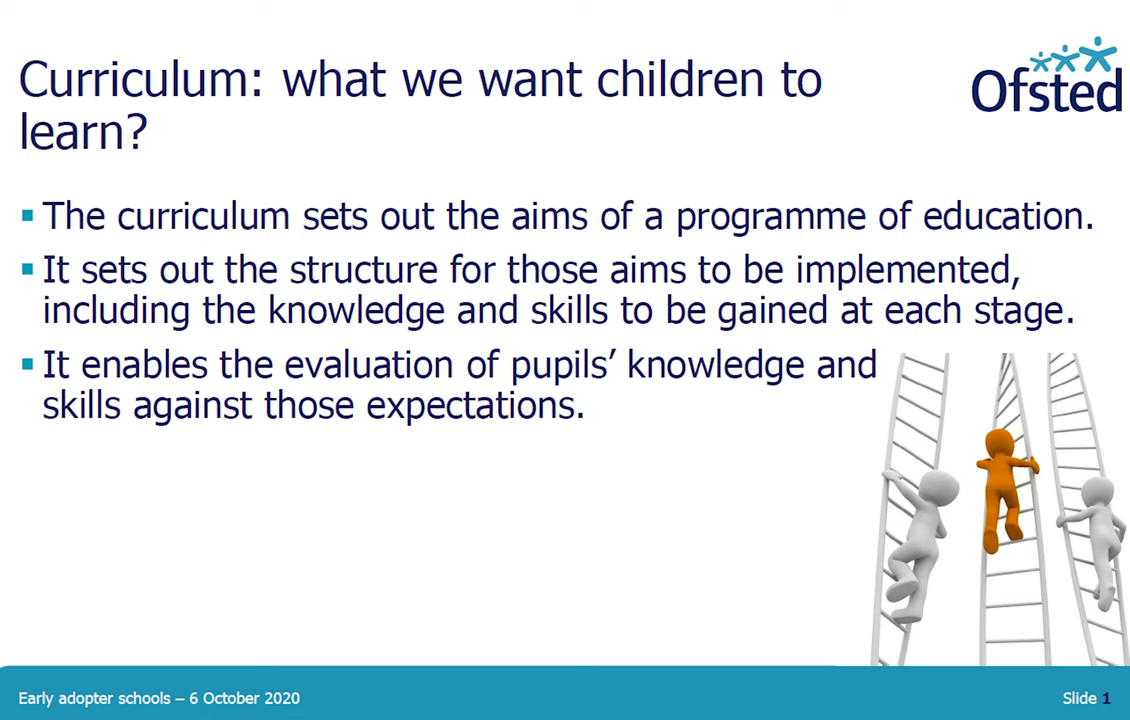 Curriculum: what we want children to
learn?
Ofsted
▪ The curriculum sets out the aims of a programme of education.
▪ It sets out the structure for those aims to be implemented,
including the knowledge and skills to be gained at each stage.
▪ It enables the evaluation of pupils’ knowledge and
skills against those expectations.
Early adopter schools – 6 October 2020
Slide 1